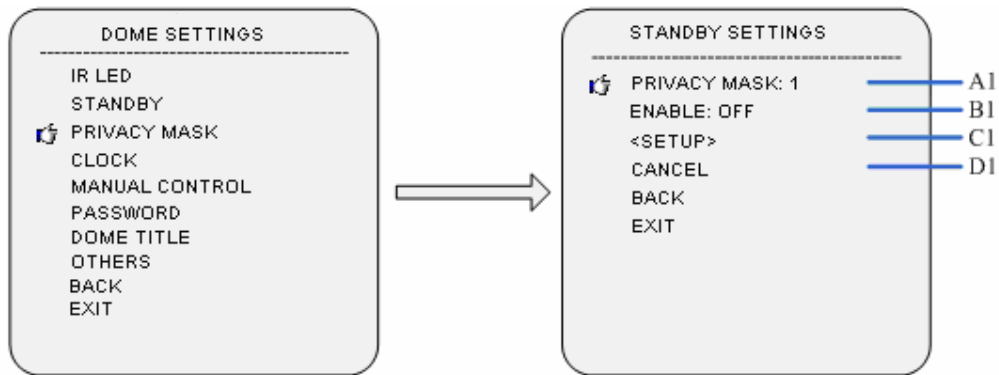 DOME SETTINGS
IR LED
STANDBY
PRIVACY MASK
CLOCK
MANUAL CONTROL
PASSWORD
DOME TITLE
OTHERS
BACK
EXIT
STANDBY SETTINGS
PRIVACY MASK: 1
A1
ENABLE: OFF
B1
<SETUP>
C1
CANCEL
D1
BACK
EXIT